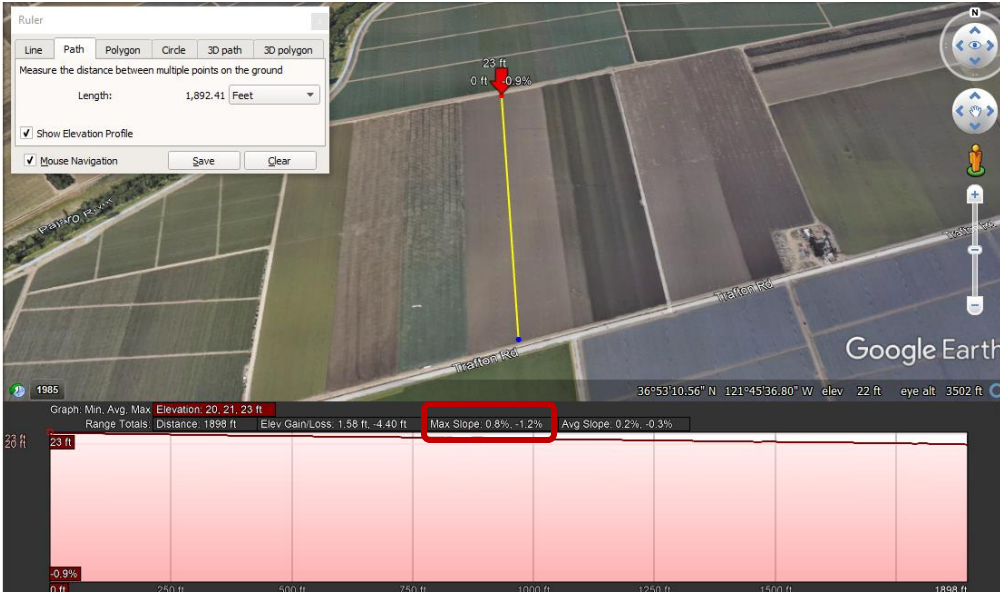 Ruler
Line Path Polygon Circle 3D path 3D polygon
Measure the distance between multiple points on the ground
Length: 1,892.41 Feet
Show Elevation Profile
Mouse Navigation Save Clear
N
23 ft
0 ft -0.9%
Pajaro River
Trafton Rd
Trafton Rd
Trafton Rd
Google Earth
1985
36°53'10.56" N 121°45'36.80" W elev 22 ft eye alt 3502 ft
Graph: Min, Avg, Max Elevation: 20, 21, 23 ft
Range Totals: Distance: 1898 ft Elev Gain/Loss: 1.58 ft, -4.40 ft Max Slope: 0.8%, -1.2% Avg Slope: 0.2%, -0.3%
23 ft
20 ft
23 ft
-0.9%
0 ft 250 ft 500 ft 750 ft 1000 ft 1250 ft 1500 ft 1898 ft